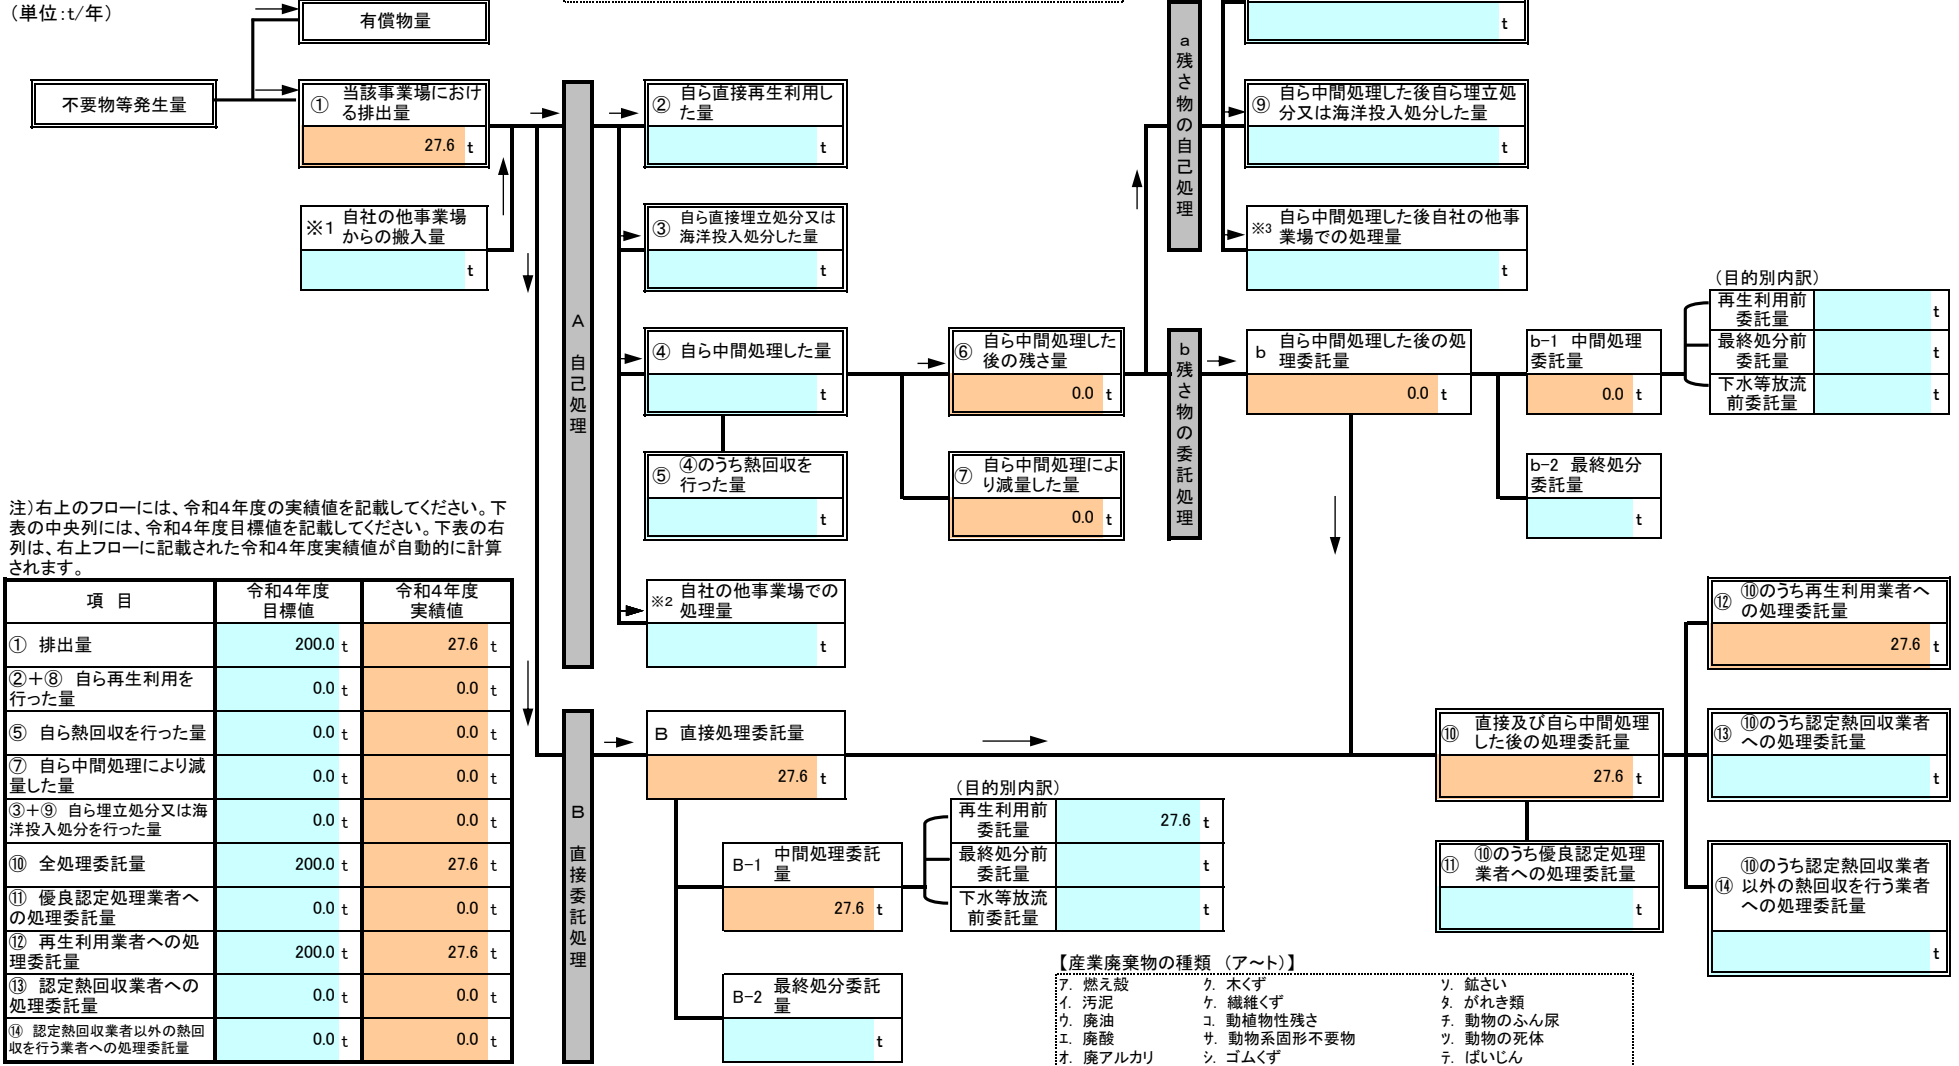 （単位：t/年）
有償物量
不要物等発生量
① 当該事業場におけ
る排出量
27.6 t
※1 自社の他事業場
からの搬入量
t
A 自己処理
② 自ら直接再生利用し
た量
t
③ 自ら直接埋立処分又は
海洋投入処分した量
t
④ 自ら中間処理した量
t
⑤ ④のうち熱回収を
行った量
t
※2 自社の他事業場での
処理量
t
⑥ 自ら中間処理した
後の残さ量
0.0 t
⑦ 自ら中間処理によ
り減量した量
0.0 t
a 残さ物の自己処理
t
⑨ 自ら中間処理した後自ら埋立処
分又は海洋投入処分した量
t
※3 自ら中間処理した後自社の他事
業場での処理量
t
b 残さ物の委託処理
b 自ら中間処理した後の処
理委託量
0.0 t
b-1 中間処理
委託量
0.0 t
b-2 最終処分
委託量
t
（目的別内訳）
再生利用前
委託量
t
最終処分前
委託量
t
下水等放流
前委託量
t
注）右上のフローには、令和4年度の実績値を記載してください。下
表の中央列には、令和4年度目標値を記載してください。下表の右
列は、右上フローに記載された令和4年度実績値が自動的に計算
されます。
項 目 令和4年度
目標値 令和4年度
実績値
① 排出量 200.0 t 27.6 t
②＋⑧ 自ら再生利用を
行った量 0.0 t 0.0 t
⑤ 自ら熱回収を行った量 0.0 t 0.0 t
⑦ 自ら中間処理により減
量した量 0.0 t 0.0 t
③＋⑨ 自ら埋立処分又は海
洋投入処分を行った量 0.0 t 0.0 t
⑩ 全処理委託量 200.0 t 27.6 t
⑪ 優良認定処理業者へ
の処理委託量 0.0 t 0.0 t
⑫ 再生利用業者への処
理委託量 200.0 t 27.6 t
⑬ 認定熱回収業者への
処理委託量 0.0 t 0.0 t
⑭ 認定熱回収業者以外の熱回
収を行う業者への処理委託量 0.0 t 0.0 t
B 直接委託処理
B 直接処理委託量
27.6 t
B-1 中間処理委託
量
27.6 t
B-2 最終処分委託
量
t
（目的別内訳）
再生利用前
委託量
27.6 t
最終処分前
委託量
t
下水等放流
前委託量
t
⑩ 直接及び自ら中間処理
した後の処理委託量
27.6 t
⑪ ⑩のうち優良認定処理
業者への処理委託量
t
⑫ ⑩のうち再生利用業者へ
の処理委託量
27.6 t
⑬ ⑩のうち認定熱回収業者
への処理委託量
t
⑭ ⑩のうち認定熱回収業者
以外の熱回収を行う業者
への処理委託量
t
【産業廃棄物の種類 （ア～ト）】
ア. 燃え殻 ク. 木くず ソ. 鉱さい
イ. 汚泥 ケ. 繊維くず タ. がれき類
ウ. 廃油 コ. 動植物性残さ チ. 動物のふん尿
エ. 廃酸 サ. 動物系固形不要物 ツ. 動物の死体
オ. 廃アルカリ シ. ゴムくず テ. ばいじん